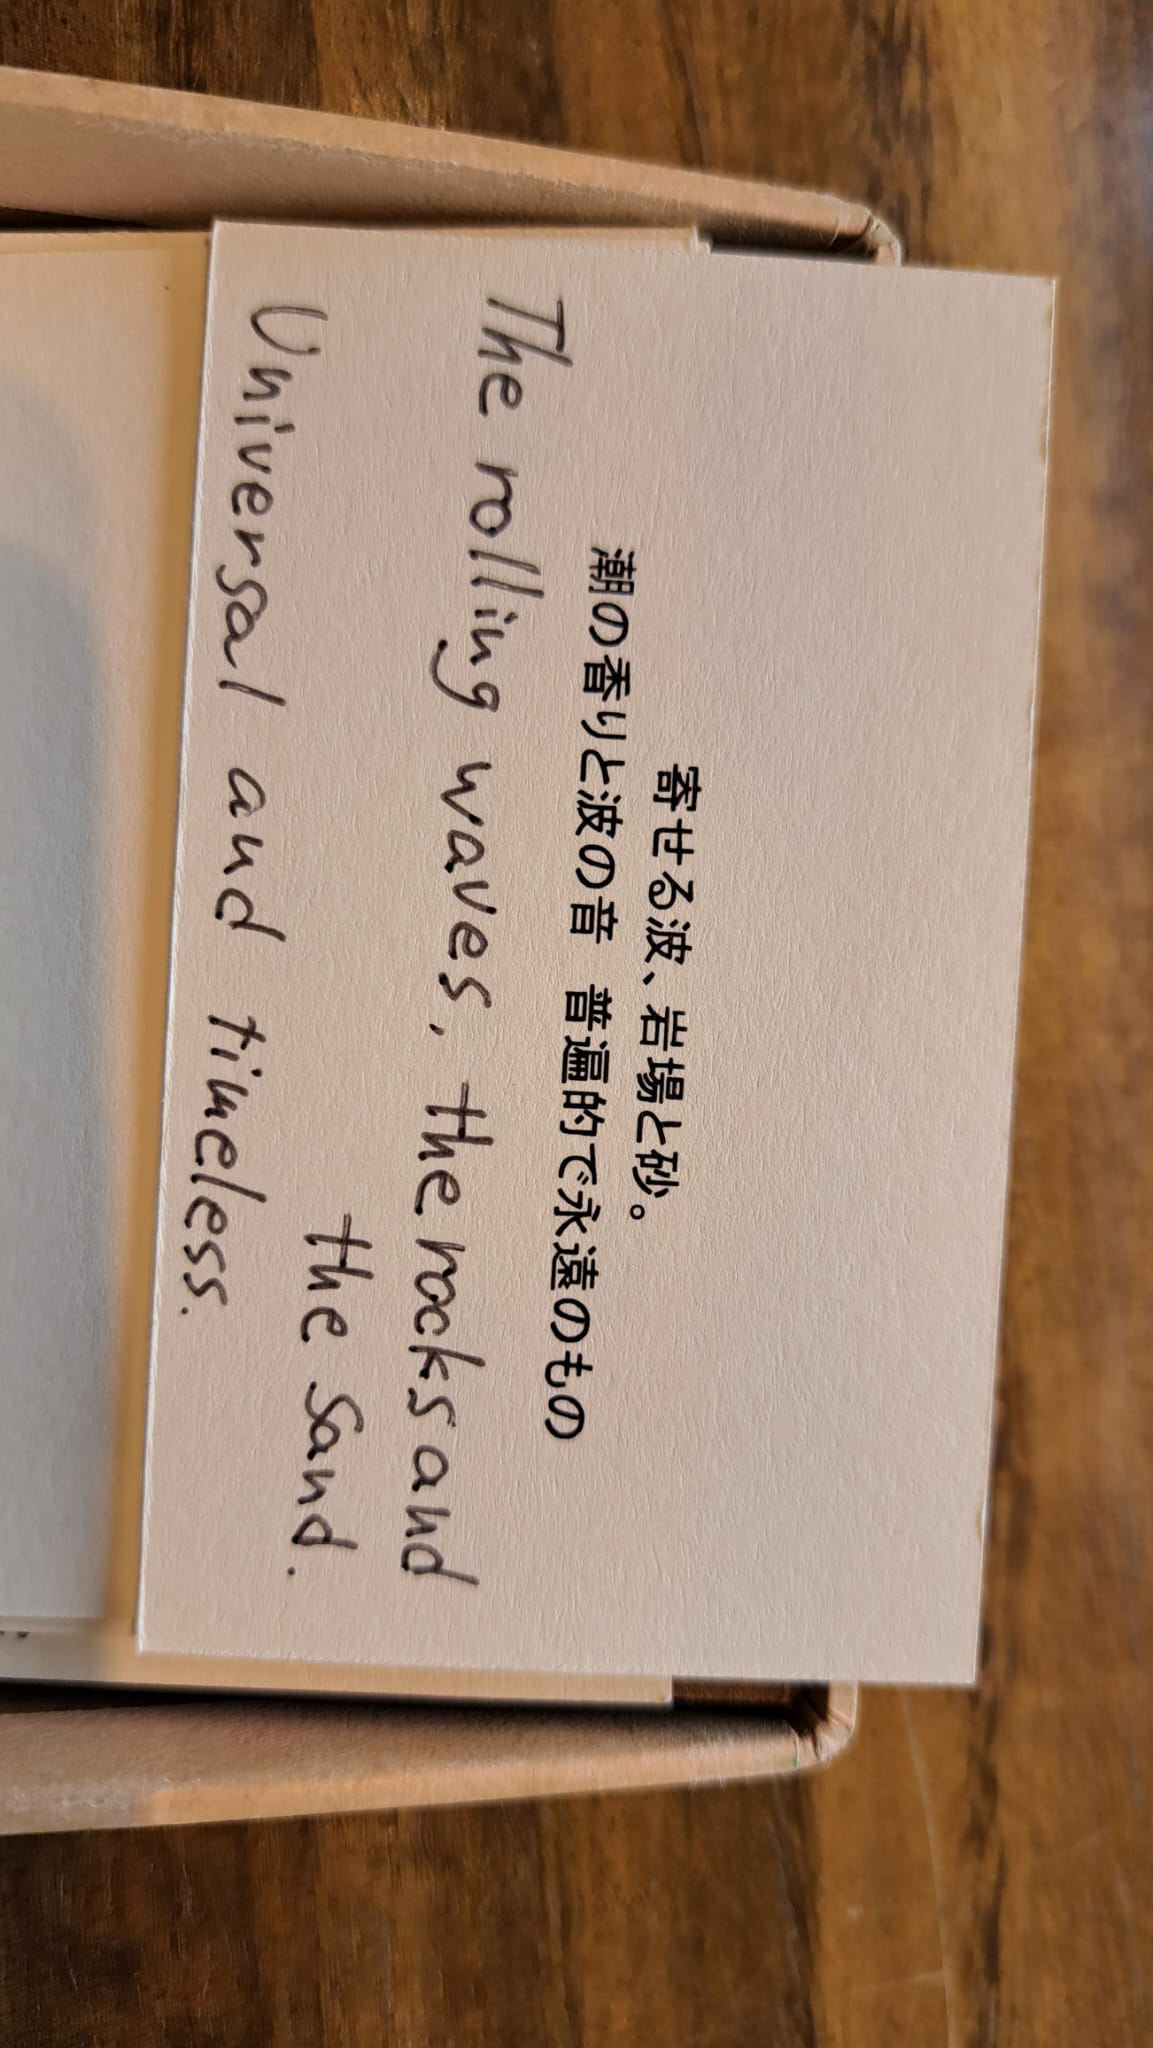 寄せる波、岩場と砂。
潮の香りと波の音　普遍的で永遠のもの
The rolling waves, the rocks and
the sand.
Universal and timeless.